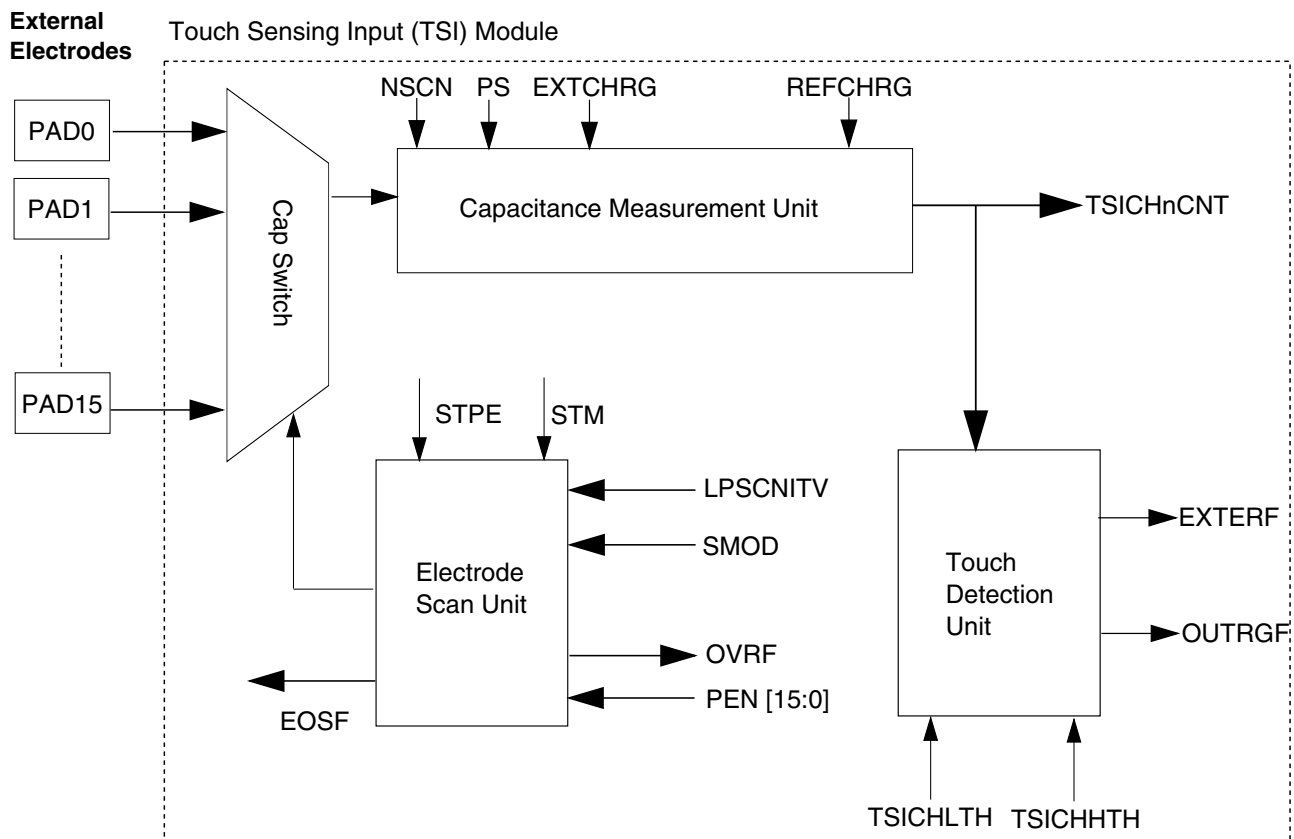 External
Electrodes
Touch Sensing Input (TSI) Module
NSCN PS EXTCHRG REFCHRG
PAD0
PAD1
PAD15
Cap Switch
Capacitance Measurement Unit
TSICHnCNT
STPE STM
LPSCNITV
SMOD
Electrode
Scan Unit
OVRF
PEN [15:0]
EOSF
Touch
Detection
Unit
EXTERF
OUTRGF
TSICHLTH TSICHHTH